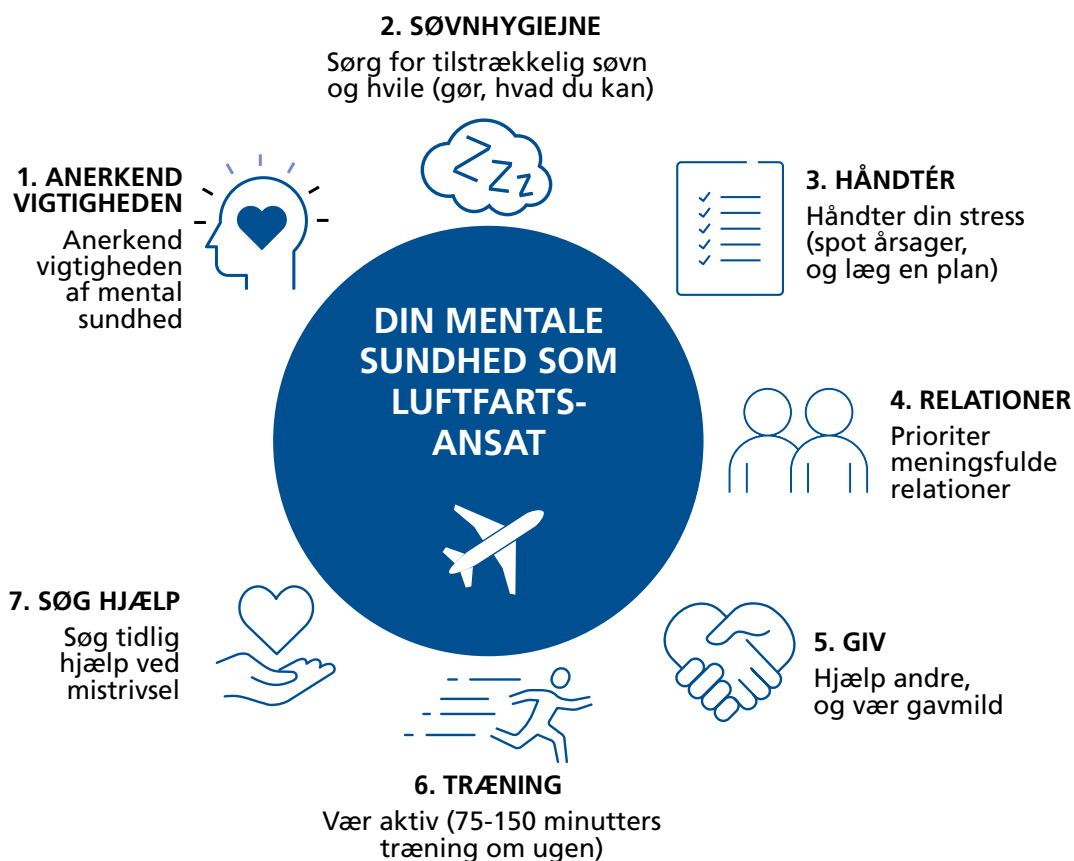 DIN MENTALE
SUNDHED SOM
LUFTFARTS-
ANSAT
1. ANERKEND
VIGTIGHEDEN
Anerkend
vigtigheden
af mental
sundhed
2. SØVNHYGIEJNE
Sørg for tilstrækkelig søvn
og hvile (gør, hvad du kan)
ZZZ
3. HÅNDTÉR
Håndter din stress
(spot årsager,
og læg en plan)
4. RELATIONER
Prioriter
meningsfulde
relationer
5. GIV
Hjælp andre,
og vær gavmild
6. TRÆNING
Vær aktiv (75-150 minutters
træning om ugen)
7. SØG HJÆLP
Søg tidlig
hjælp ved
mistrivsel